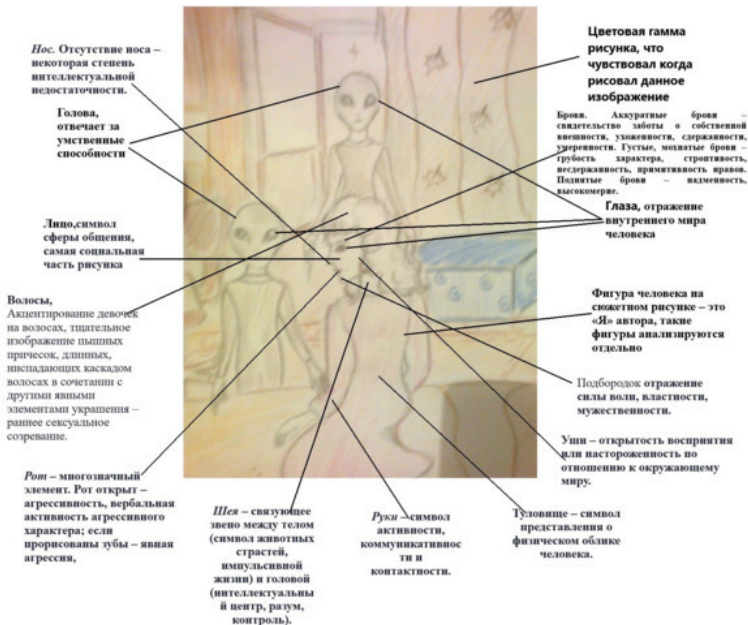 Нос. Отсутствие носа –
некоторая степень
интеллектуальной
недостаточности.
Голова,
отвечает за
умственные
способности
Лицо,символ
сферы общения,
самая социальная
часть рисунка
Волосы,
Акцентирование девочек
на волосах, тщательное
изображение пышных
причесок, длинных,
ниспадающих каскадом
волосах в сочетании с
другими явными
элементами украшения –
раннее сексуальное
созревание.
Рот – многозначный
элемент. Рот открыт –
агрессивность, вербальная
активность агрессивного
характера; если
прорисованы зубы – явная
агрессия,
Шея – связующее
звено между телом
(символ животных
страстей,
импульсивной
жизни) и головой
(интеллектуальны
й центр, разум,
контроль).
Руки – символ
активности,
коммуникативнос
ти и
контактности.
Туловище – символ
представления о
физическом облике
человека.
Цветовая гамма
рисунка, что
чувствовал когда
рисовал данное
изображение
Брови. Аккуратные брови –
свидетельство заботы о собственной
внешности, ухоженности, сдержанности,
умеренности. Густые, мохнатые брови –
грубость характера, строптивость,
несдержанность, примитивность нравов.
Поднятые брови – надменность,
высокомерие.
Глаза, отражение
внутреннего мира
человека
Фигура человека на
сюжетном рисунке – это
«Я» автора, такие
фигуры анализируются
отдельно
Подбородок отражение
силы воли, властности,
мужественности.
Уши – открытость восприятия
или настороженность по
отношению к окружающему
миру.